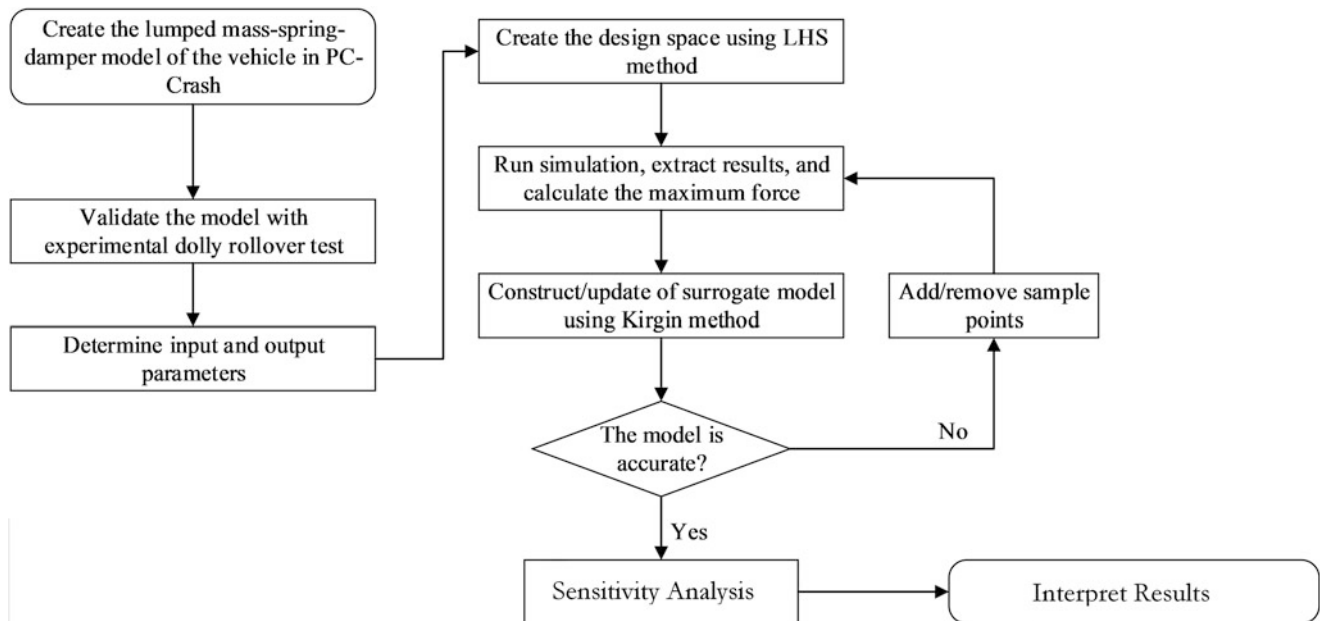 Create the lumped mass-spring-
damper model of the vehicle in PC-
Crash
Validate the model with
experimental dolly rollover test
Determine input and output
parameters
Create the design space using LHS
method
Run simulation, extract results, and
calculate the maximum force
Construct/update of surrogate model
using Kirgin method
Add/remove sample
points
The model is
accurate?
No
Yes
Sensitivity Analysis
Interpret Results